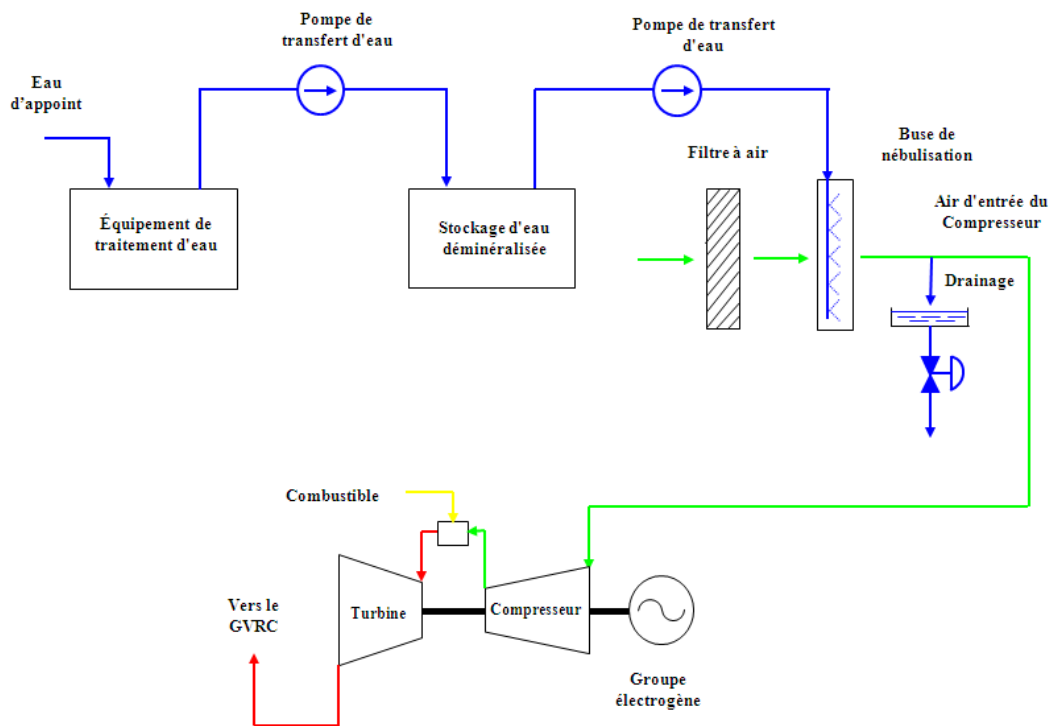 Pompe de
transfert d'eau
Pompe de transfert
d'eau
Eau
d'appoint
Buse de
nébulisation
Filtre à air
Équipement de
traitement d'eau
Stockage d'eau
déminéralisée
Air d'entrée du
Compresseur
Drainage
Combustible
Vers le
GVRC
Turbine
Compresseur
Groupe
électrogène